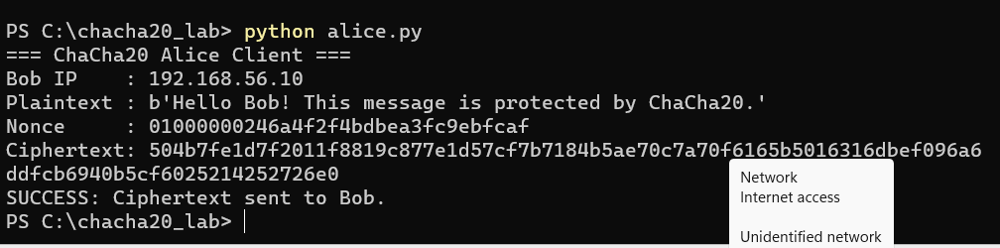 PS C:\chacha20_lab> python alice.py
=== ChaCha20 Alice Client ===
Bob IP    : 192.168.56.10
Plaintext : b'Hello Bob! This message is protected by ChaCha20.'
Nonce     : 01000000246a4f2f4bdbea3fc9ebfcaf
Ciphertext: 504b7fe1d7f2011f8819c877e1d57cf7b7184b5ae70c7a70f6165b5016316dbef096a6
ddfcb6940b5cf6025214252726e0
SUCCESS: Ciphertext sent to Bob.
PS C:\chacha20_lab>
Network
Internet access
Unidentified network